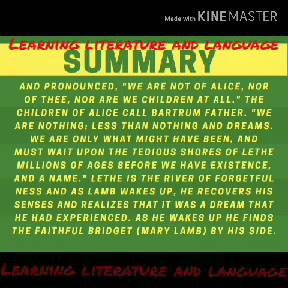 Made with KINEMASTER
Learning literature and language
SUMMARY
AND PRONOUNCED, "WE ARE NOT OF ALICE, NOR
OF THEE, NOR ARE WE CHILDREN AT ALL." THE
CHILDREN OF ALICE CALL BARTRUM FATHER. "WE
ARE NOTHING; LESS THAN NOTHING AND DREAMS.
WE ARE ONLY WHAT MIGHT HAVE BEEN, AND
MUST WAIT UPON THE TEDIOUS SHORES OF LETHE
MILLIONS OF AGES BEFORE WE HAVE EXISTENCE,
AND A NAME." LETHE IS THE RIVER OF FORGETFUL
NESS AND AS LAMB WAKES UP, HE RECOVERS HIS
SENSES AND REALIZES THAT IT WAS A DREAM THAT
HE HAD EXPERIENCED. AS HE WAKES UP HE FINDS
THE FAITHFUL BRIDGET (MARY LAMB) BY HIS SIDE.
Learning literature and language